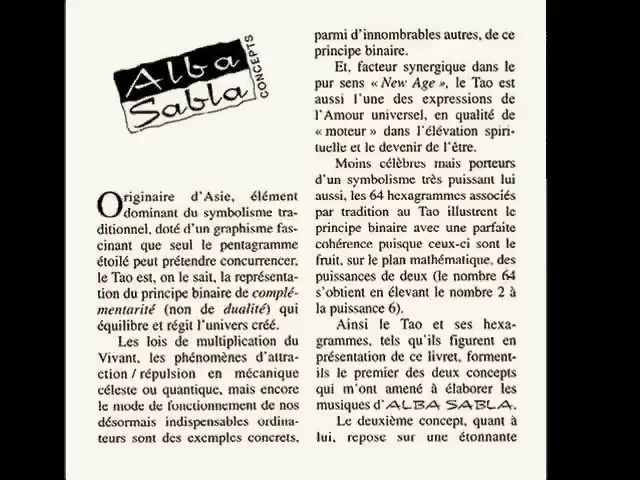 Alba
Sabla
CONCEPTS
Originaire d'Asie, élément
dominant du symbolisme tra-
ditionnel, doté d'un graphisme fas-
cinant que seul le pentagramme
étoilé peut prétendre concurrencer,
le Tao est, on le sait, la représenta-
tion du principe binaire de complé-
mentarité (non de dualité) qui
équilibre et régit l'univers créé.
Les lois de multiplication du
Vivant, les phénomènes d'attra-
ction / répulsion en mécanique
céleste ou quantique, mais encore
le mode de fonctionnement de nos
désormais indispensables ordina-
teurs sont des exemples concrets,
parmi d'innombrables autres, de ce
principe binaire.
Et, facteur synergique dans le
pur sens « New Age », le Tao est
aussi l'une des expressions de
l'Amour universel, en qualité de
« moteur » dans l'élévation spiri-
tuelle et le devenir de l'être.
Moins célèbres mais porteurs
d'un symbolisme très puissant lui
aussi, les 64 hexagrammes associés
par tradition au Tao illustrent le
principe binaire avec une parfaite
cohérence puisque ceux-ci sont le
fruit, sur le plan mathématique, des
puissances de deux (le nombre 64
s'obtient en élevant le nombre 2 à
la puissance 6).
Ainsi le Tao et ses hexa-
grammes, tels qu'ils figurent en
présentation de ce livret, forment-
ils le premier des deux concepts
qui m'ont amené à élaborer les
musiques d'ALBA SABLA.
Le deuxième concept, quant à
lui, repose sur une étonnante